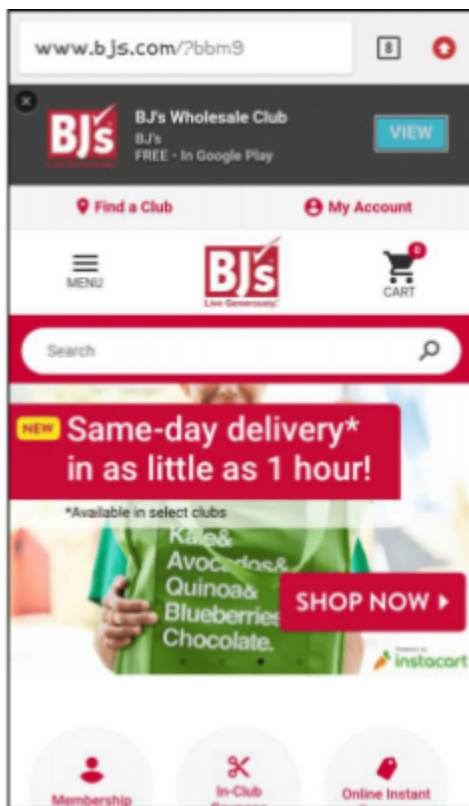 www.bjs.com/?bbm9
8
BJ's
BJ's Wholesale Club
BJ's
FREE - In Google Play
VIEW
Find a Club
My Account
MENU
BJ's
Live Generously
0
CART
Search
NEW
Same-day delivery*
in as little as 1 hour!
*Available in select clubs
Kale&
Avocados&
Quinoa&
Blueberries
Chocolate.
SHOP NOW
instacart
Membership
In-Club
Online Instant